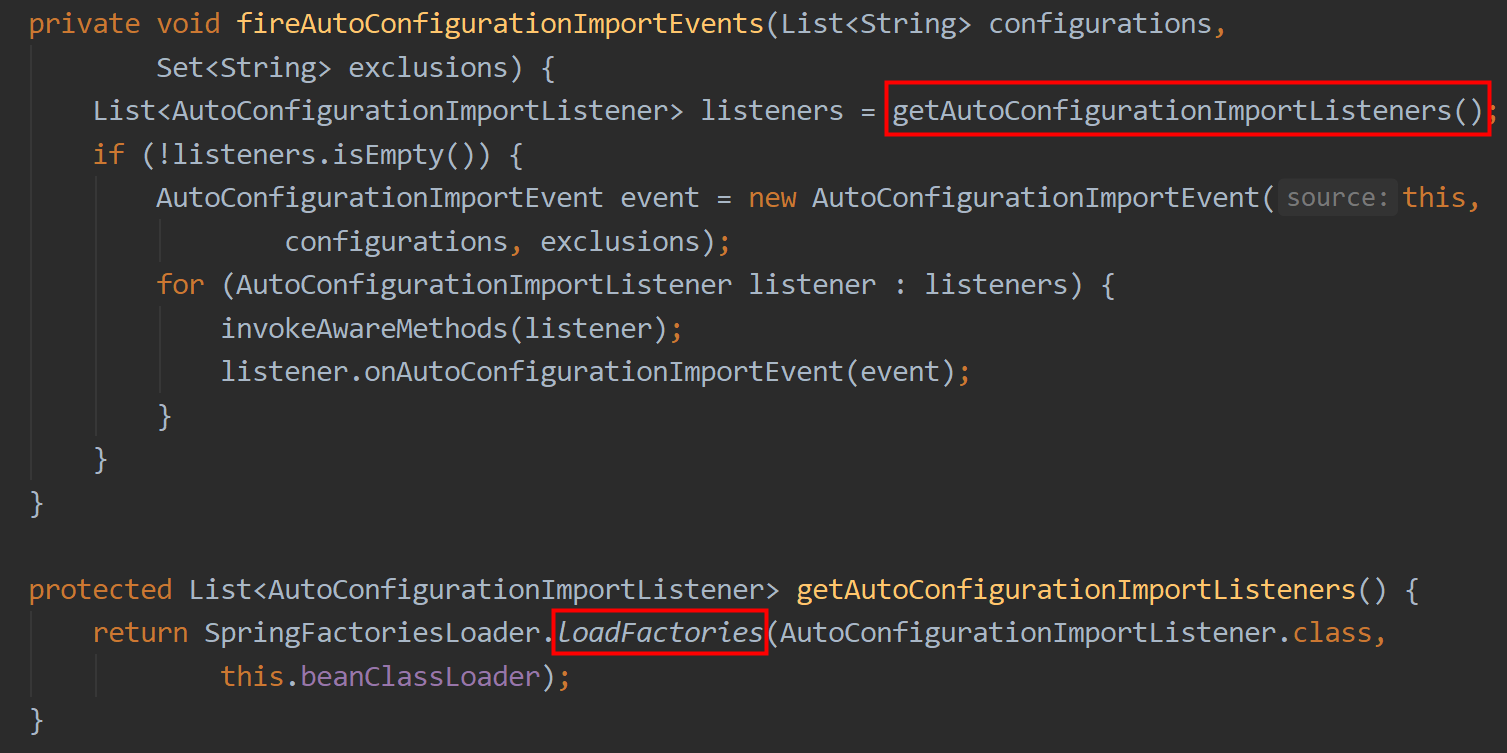 private void fireAutoConfigurationImportEvents(List<String> configurations,
Set<String> exclusions) {
List<AutoConfigurationImportListener> listeners = getAutoConfigurationImportListeners();
if (!listeners.isEmpty()) {
AutoConfigurationImportEvent event = new AutoConfigurationImportEvent( source: this,
configurations, exclusions);
for (AutoConfigurationImportListener listener : listeners) {
invokeAwareMethods(listener);
listener.onAutoConfigurationImportEvent(event);
}
}
}
protected List<AutoConfigurationImportListener> getAutoConfigurationImportListeners() {
return SpringFactoriesLoader.loadFactories(AutoConfigurationImportListener.class,
this.beanClassLoader);
}